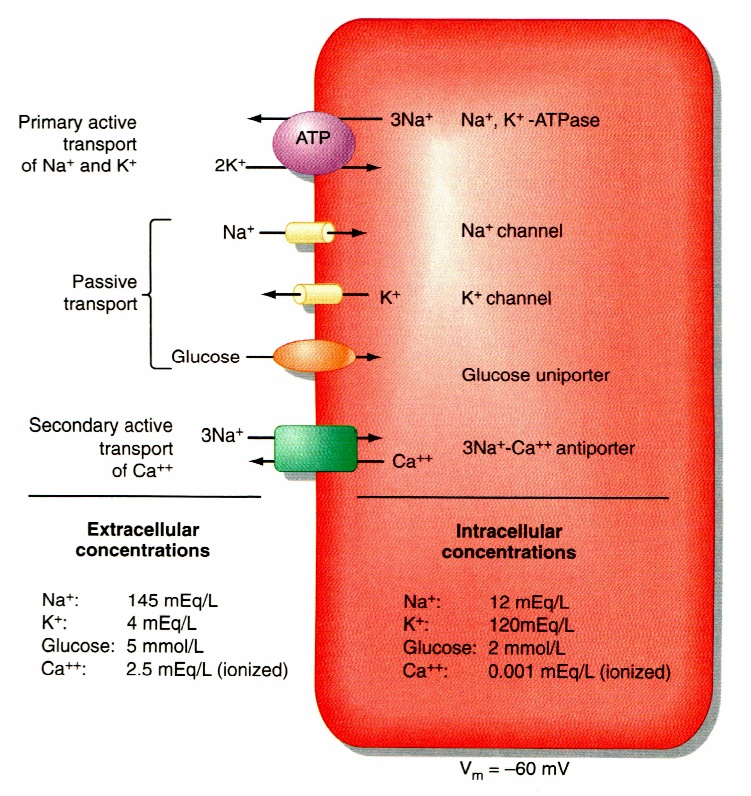 Primary active
transport
of Na⁺ and K⁺
ATP
3Na⁺
2K⁺
Na⁺, K⁺ -ATPase
Passive
transport
Na⁺
Na⁺ channel
K⁺
K⁺ channel
Glucose
Glucose uniporter
Secondary active
transport
of Ca⁺⁺
3Na⁺
Ca⁺⁺
3Na⁺-Ca⁺⁺ antiporter
Extracellular
concentrations
Na⁺: 145 mEq/L
K⁺: 4 mEq/L
Glucose: 5 mmol/L
Ca⁺⁺: 2.5 mEq/L (ionized)
Intracellular
concentrations
Na⁺: 12 mEq/L
K⁺: 120mEq/L
Glucose: 2 mmol/L
Ca⁺⁺: 0.001 mEq/L (ionized)
Vₘ = –60 mV